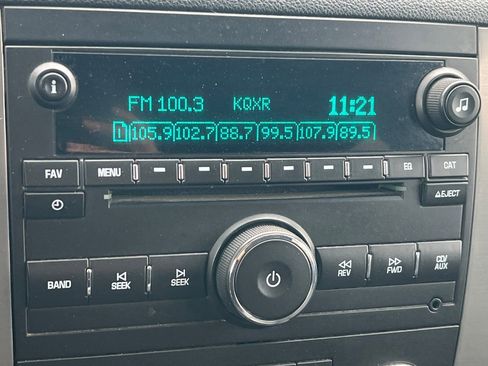 FM 100.3 KQXR 11:21
1 105.9 102.7 88.7 99.5 107.9 89.5
FAV MENU EQ CAT
EJECT
BAND SEEK SEEK REV FWD CD/AUX